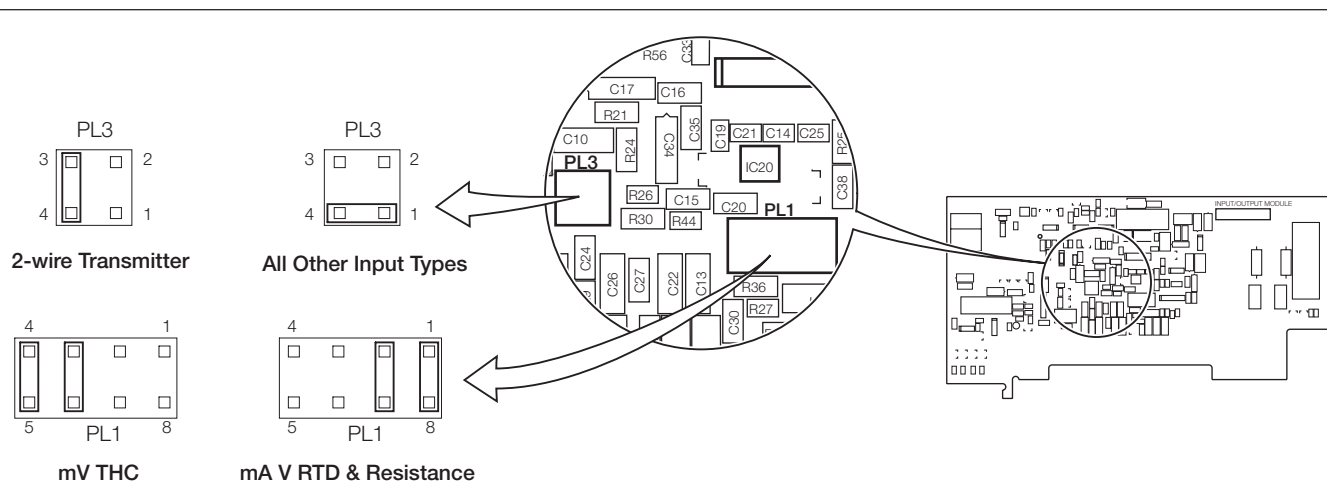 PL3
3 2
4 1
2-wire Transmitter
PL3
3 2
4 1
All Other Input Types
4 1
5 8
PL1
mV THC
4 1
5 8
PL1
mA V RTD & Resistance
R56
C33
C17
C16
R21
C35
C10
R24
C34
C19
C21
C14
C25
PL3
IC20
C38
R26
C15
C20
R30
R44
PL1
C24
C26
C27
C22
C13
R36
R27
C30
INPUT/OUTPUT MODULE